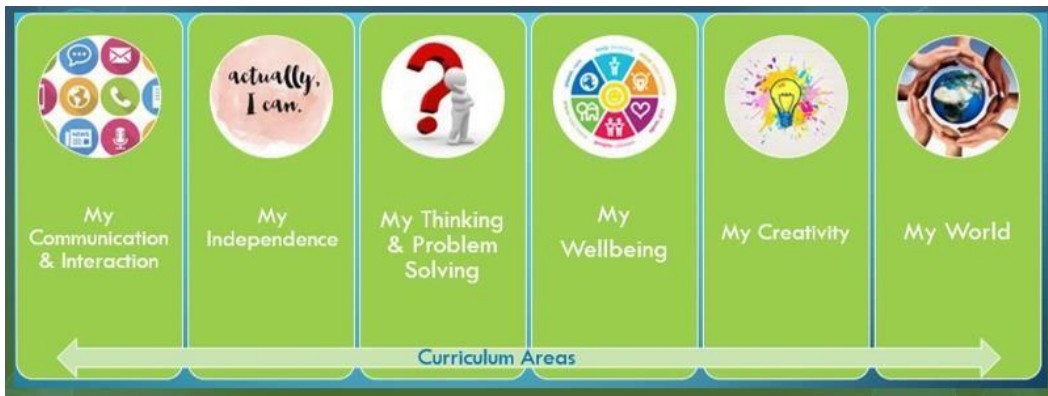 NEWS
actually,
I can.
My
Communication
& Interaction
My
Independence
My Thinking
& Problem
Solving
My
Wellbeing
My Creativity
My World
Curriculum Areas